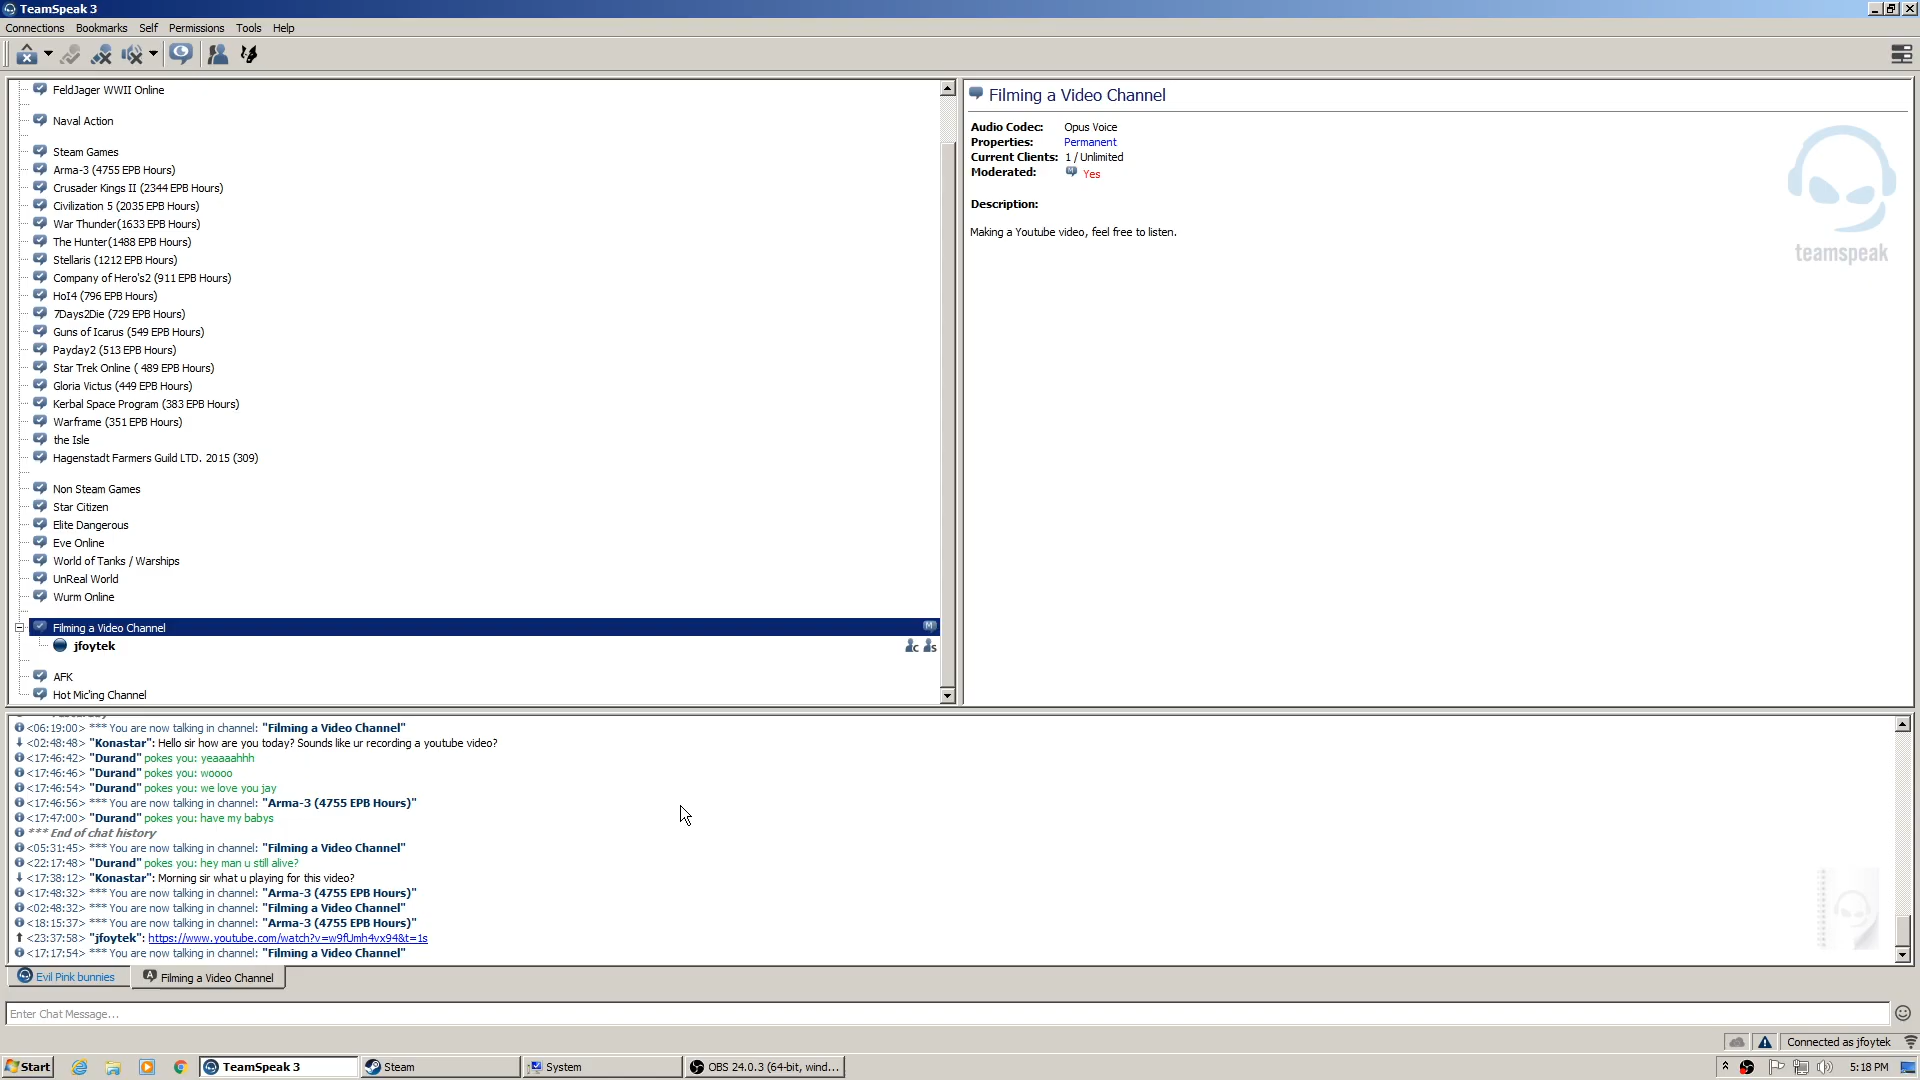 TeamSpeak 3
Connections Bookmarks Self Permissions Tools Help
FeldJager WWII Online
Naval Action
Steam Games
Arma-3 (4755 EPB Hours)
Crusader Kings II (2344 EPB Hours)
Civilization 5 (2035 EPB Hours)
War Thunder(1633 EPB Hours)
The Hunter(1488 EPB Hours)
Stellaris (1212 EPB Hours)
Company of Hero's2 (911 EPB Hours)
HoI4 (796 EPB Hours)
7Days2Die (729 EPB Hours)
Guns of Icarus (549 EPB Hours)
Payday2 (513 EPB Hours)
Star Trek Online ( 489 EPB Hours)
Gloria Victus (449 EPB Hours)
Kerbal Space Program (383 EPB Hours)
Warframe (351 EPB Hours)
the Isle
Hagenstadt Farmers Guild LTD. 2015 (309)
Non Steam Games
Star Citizen
Elite Dangerous
Eve Online
World of Tanks / Warships
UnReal World
Wurm Online
Filming a Video Channel M
jfoytek c s
AFK
Hot Mic'ing Channel
Filming a Video Channel
Audio Codec: Opus Voice
Properties: Permanent
Current Clients: 1 / Unlimited
Moderated: Yes
Description:
Making a Youtube video, feel free to listen.
teamspeak
<06:19:00> *** You are now talking in channel: "Filming a Video Channel"
<02:48:48> "Konastar": Hello sir how are you today? Sounds like ur recording a youtube video?
<17:46:42> "Durand" pokes you: yeaaaahhh
<17:46:46> "Durand" pokes you: woooo
<17:46:54> "Durand" pokes you: we love you jay
<17:46:56> *** You are now talking in channel: "Arma-3 (4755 EPB Hours)"
<17:47:00> "Durand" pokes you: have my babys
*** End of chat history
<05:31:45> *** You are now talking in channel: "Filming a Video Channel"
<22:17:48> "Durand" pokes you: hey man u still alive?
<17:38:12> "Konastar": Morning sir what u playing for this video?
<17:48:32> *** You are now talking in channel: "Arma-3 (4755 EPB Hours)"
<02:48:32> *** You are now talking in channel: "Filming a Video Channel"
<18:15:37> *** You are now talking in channel: "Arma-3 (4755 EPB Hours)"
<23:37:58> "jfoytek": https://www.youtube.com/watch?v=w9fUmh4vx94&t=1s
<17:17:54> *** You are now talking in channel: "Filming a Video Channel"
Evil Pink bunnies Filming a Video Channel
Enter Chat Message...
Connected as jfoytek
Start TeamSpeak 3 Steam System OBS 24.0.3 (64-bit, wind... 5:18 PM